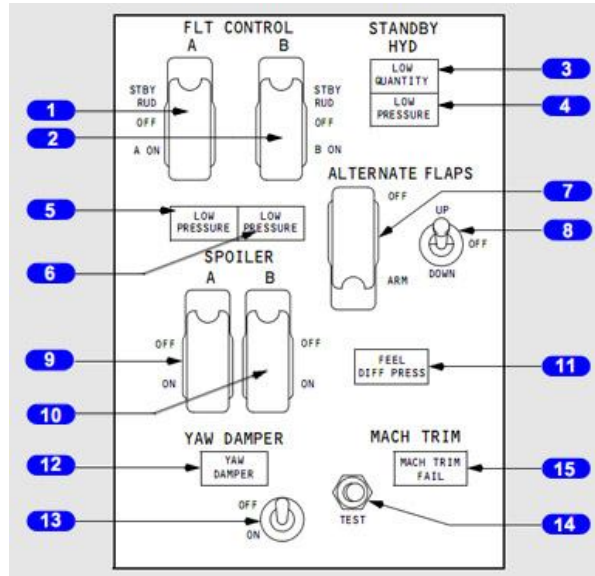 FLT CONTROL
A B
STANDBY
HYD
LOW
QUANTITY
LOW
PRESSURE
STBY
RUD
OFF
A ON
STBY
RUD
OFF
B ON
1
2
3
4
ALTERNATE FLAPS
OFF
ARM
UP
OFF
DOWN
7
8
5
6
LOW
PRESSURE
LOW
PRESSURE
SPOILER
A B
OFF
ON
OFF
ON
9
10
FEEL
DIFF PRESS
11
YAW DAMPER
YAW
DAMPER
12
OFF
ON
13
MACH TRIM
MACH TRIM
FAIL
15
TEST
14